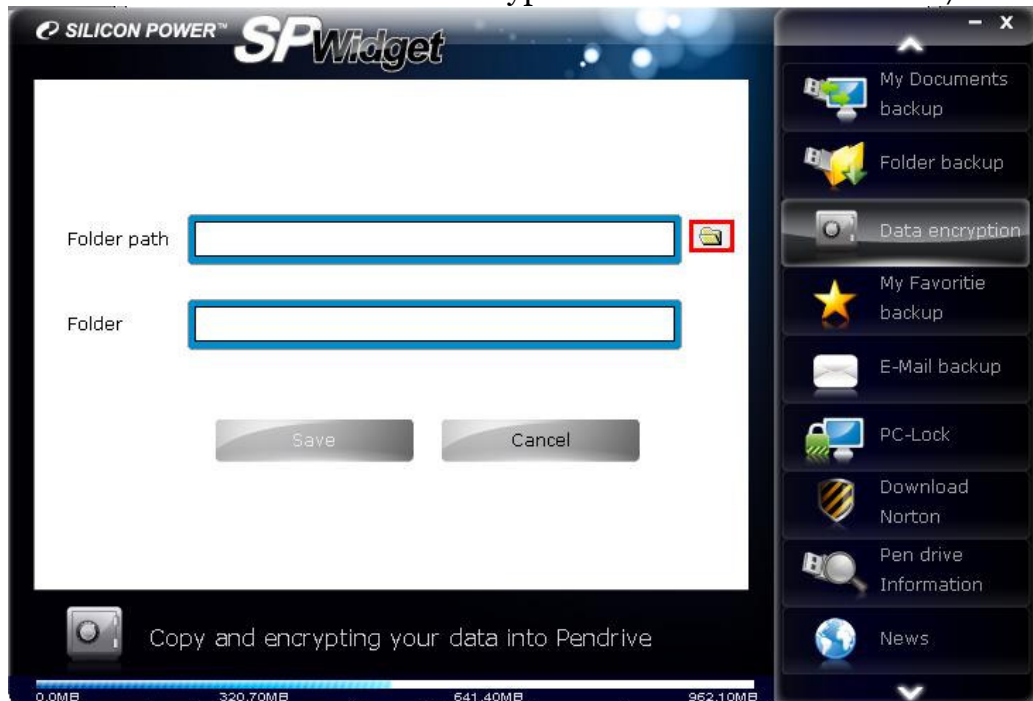 SILICON POWER™ SPWidget
- x
My Documents
backup
Folder backup
Folder path
Data encryption
My Favoritie
backup
Folder
E-Mail backup
Save
Cancel
PC-Lock
Download
Norton
Pen drive
Information
Copy and encrypting your data into Pendrive
News
0.0MB 320.70MB 641.40MB 962.10MB